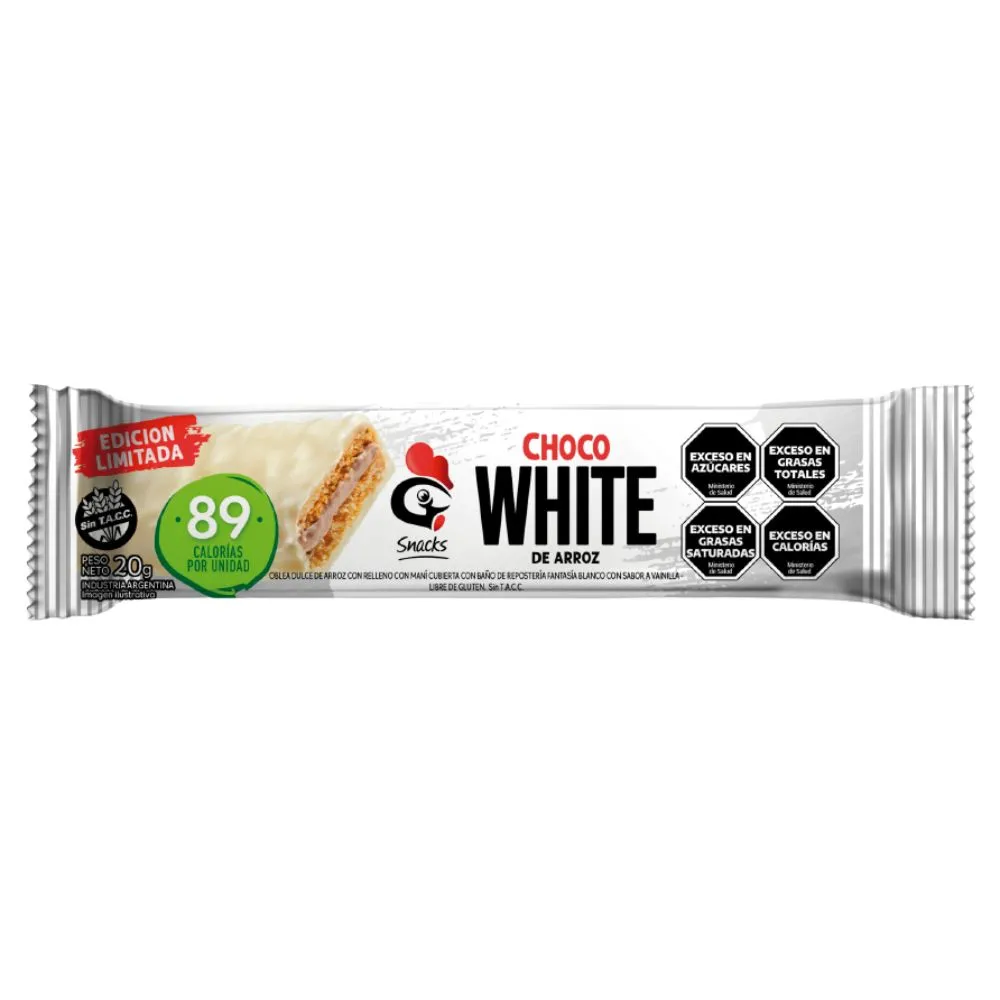 EDICION
LIMITADA
Sin T.A.C.C.
89
CALORÍAS
POR UNIDAD
PESO
NETO 20g
INDUSTRIA ARGENTINA
Imagen ilustrativa
Snacks
CHOCO
WHITE
DE ARROZ
OBLEA DULCE DE ARROZ CON RELLENO CON MANÍ CUBIERTA CON BAÑO DE REPOSTERÍA FANTASÍA BLANCO CON SABOR A VAINILLA -
LIBRE DE GLUTEN. Sin T.A.C.C.
EXCESO EN
AZÚCARES
Ministerio
de Salud
EXCESO EN
GRASAS
TOTALES
Ministerio
de Salud
EXCESO EN
GRASAS
SATURADAS
Ministerio
de Salud
EXCESO EN
CALORÍAS
Ministerio
de Salud